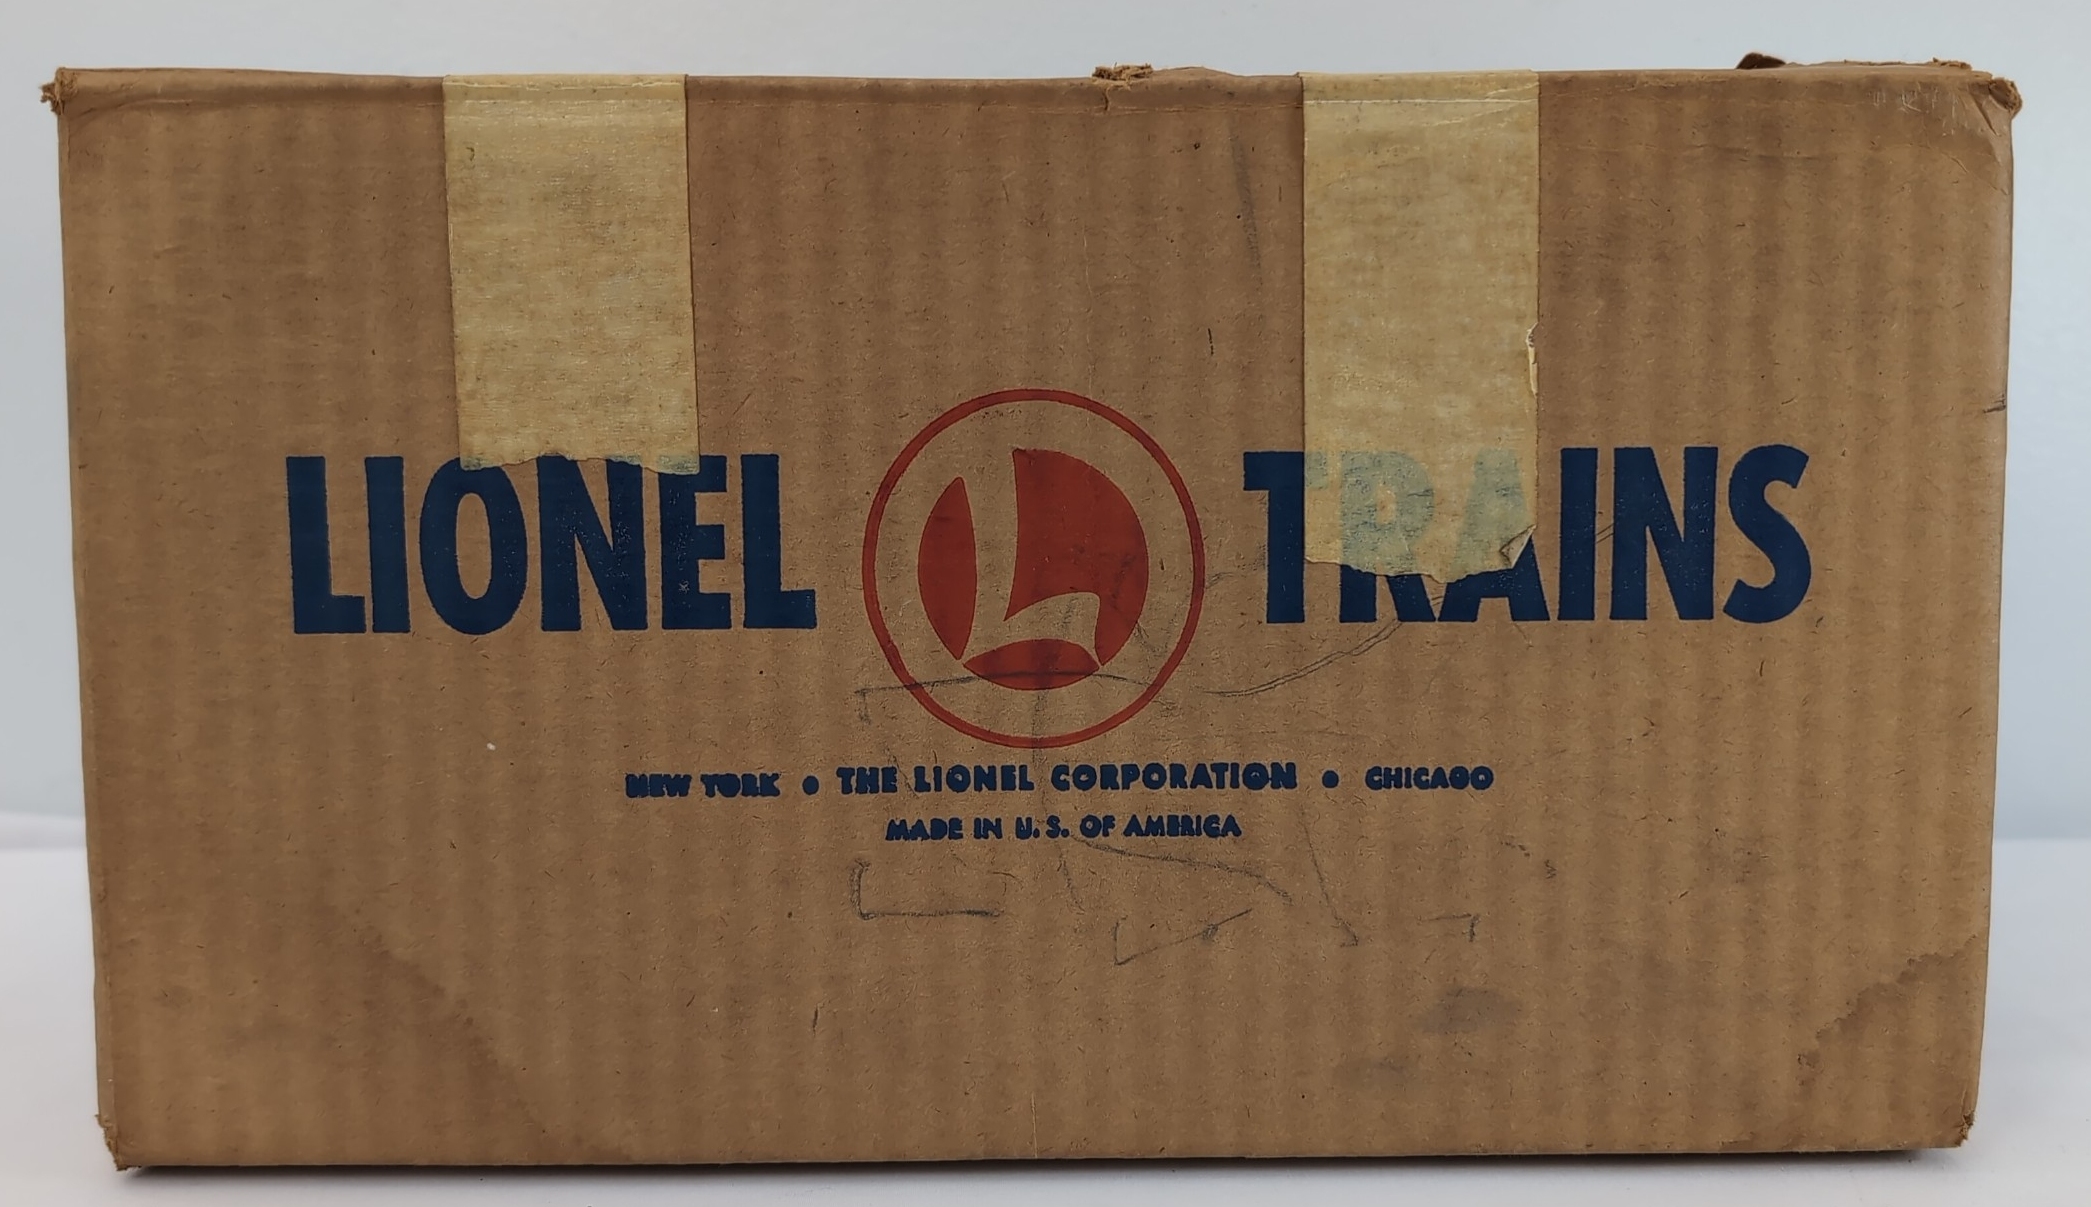 LIONEL L TRAINS
NEW YORK • THE LIONEL CORPORATION • CHICAGO
MADE IN U.S. OF AMERICA